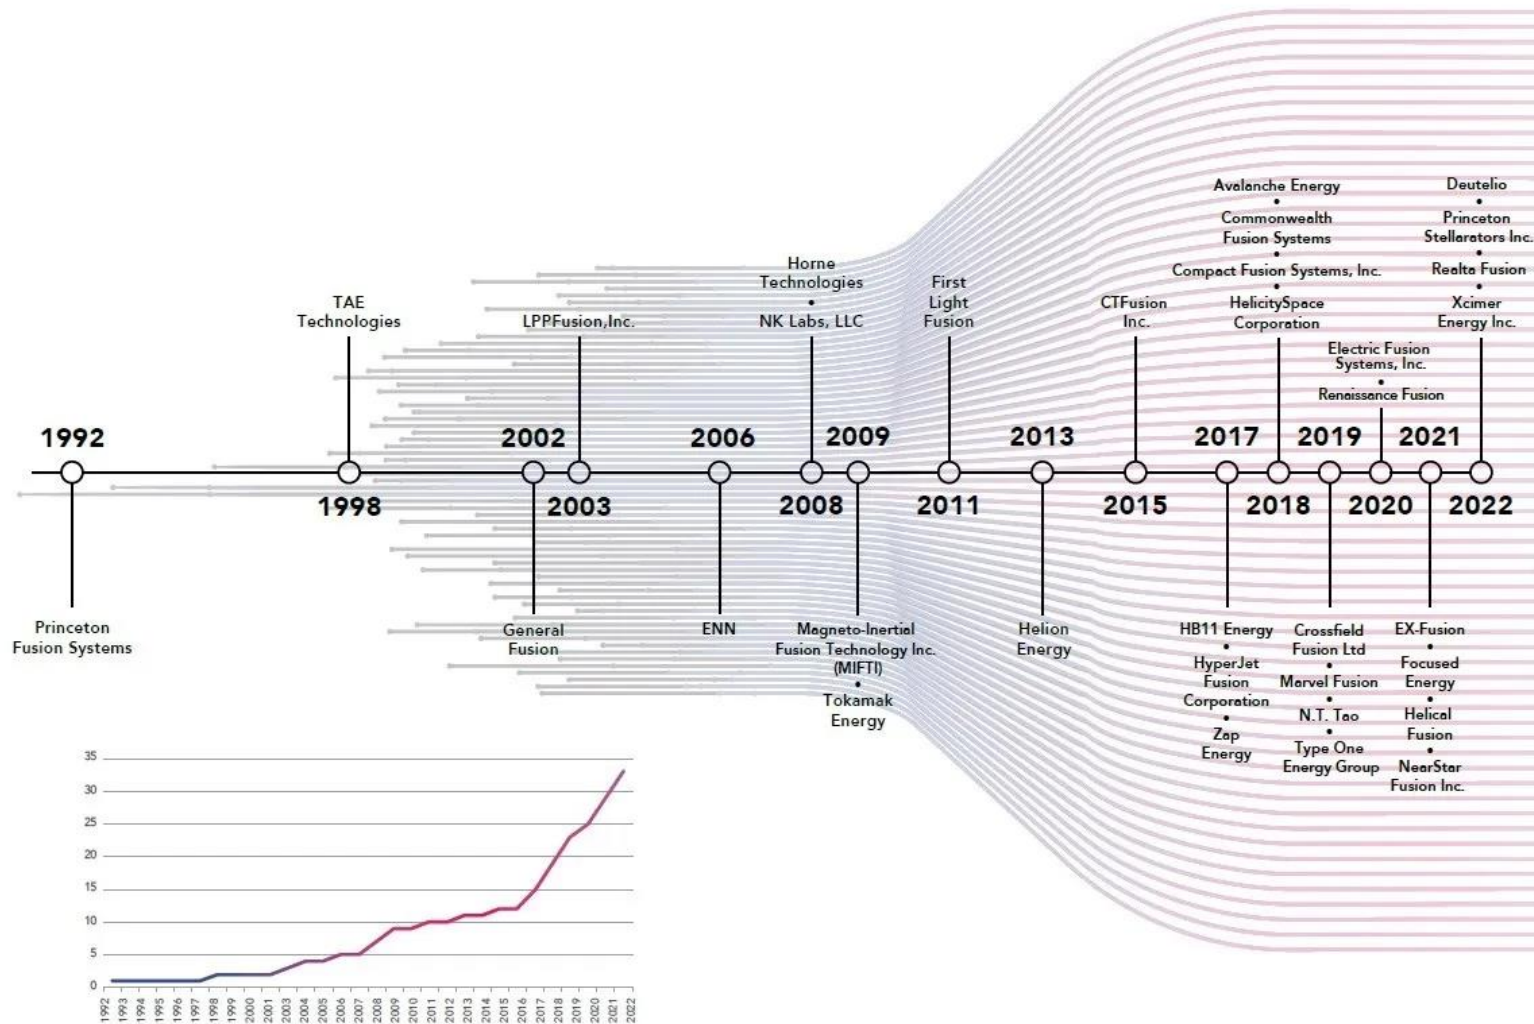 Avalanche Energy
•
Commonwealth
Fusion Systems
•
Compact Fusion Systems, Inc.
•
HelicitySpace
Corporation
Deutelio
•
Princeton
Stellarators Inc.
•
Realta Fusion
•
Xcimer
Energy Inc.
Horne
Technologies
•
NK Labs, LLC
First
Light
Fusion
TAE
Technologies
LPPFusion,Inc.
CTFusion
Inc.
Electric Fusion
Systems, Inc.
•
Renaissance Fusion
1992
2002
2006
2009
2013
2017
2019
2021
1998
2003
2008
2011
2015
2018
2020
2022
Princeton
Fusion Systems
General
Fusion
ENN
Magneto-Inertial
Fusion Technology Inc.
(MIFTI)
•
Tokamak
Energy
Helion
Energy
HB11 Energy
•
HyperJet
Fusion
Corporation
•
Zap
Energy
Crossfield
Fusion Ltd
•
Marvel Fusion
•
N.T. Tao
•
Type One
Energy Group
EX-Fusion
•
Focused
Energy
•
Helical
Fusion
•
NearStar
Fusion Inc.
35
30
25
20
15
10
5
0
1992
1993
1994
1995
1996
1997
1998
1999
2000
2001
2002
2003
2004
2005
2006
2007
2008
2009
2010
2011
2012
2013
2014
2015
2016
2017
2018
2019
2020
2021
2022